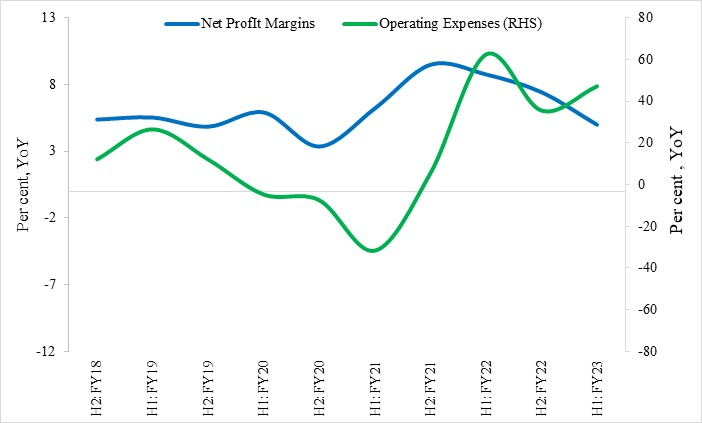 Net Profit Margins
Operating Expenses (RHS)
13
8
3
-2
-7
-12
Per cent, YoY
80
60
40
20
0
-20
-40
-60
-80
Per cent , YoY
H2:FY18
H1:FY19
H2:FY19
H1:FY20
H2:FY20
H1:FY21
H2:FY21
H1:FY22
H2:FY22
H1:FY23